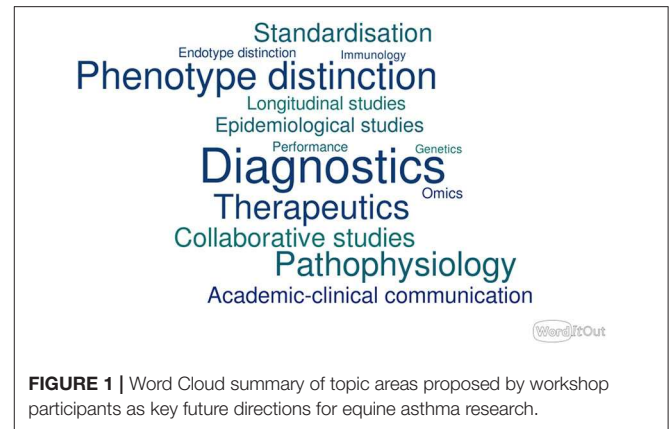 Standardisation
Endotype distinction Immunology
Phenotype distinction
Longitudinal studies
Epidemiological studies
Performance Genetics
Diagnostics
Omics
Therapeutics
Collaborative studies
Pathophysiology
Academic-clinical communication
WordItOut
FIGURE 1 | Word Cloud summary of topic areas proposed by workshop
participants as key future directions for equine asthma research.